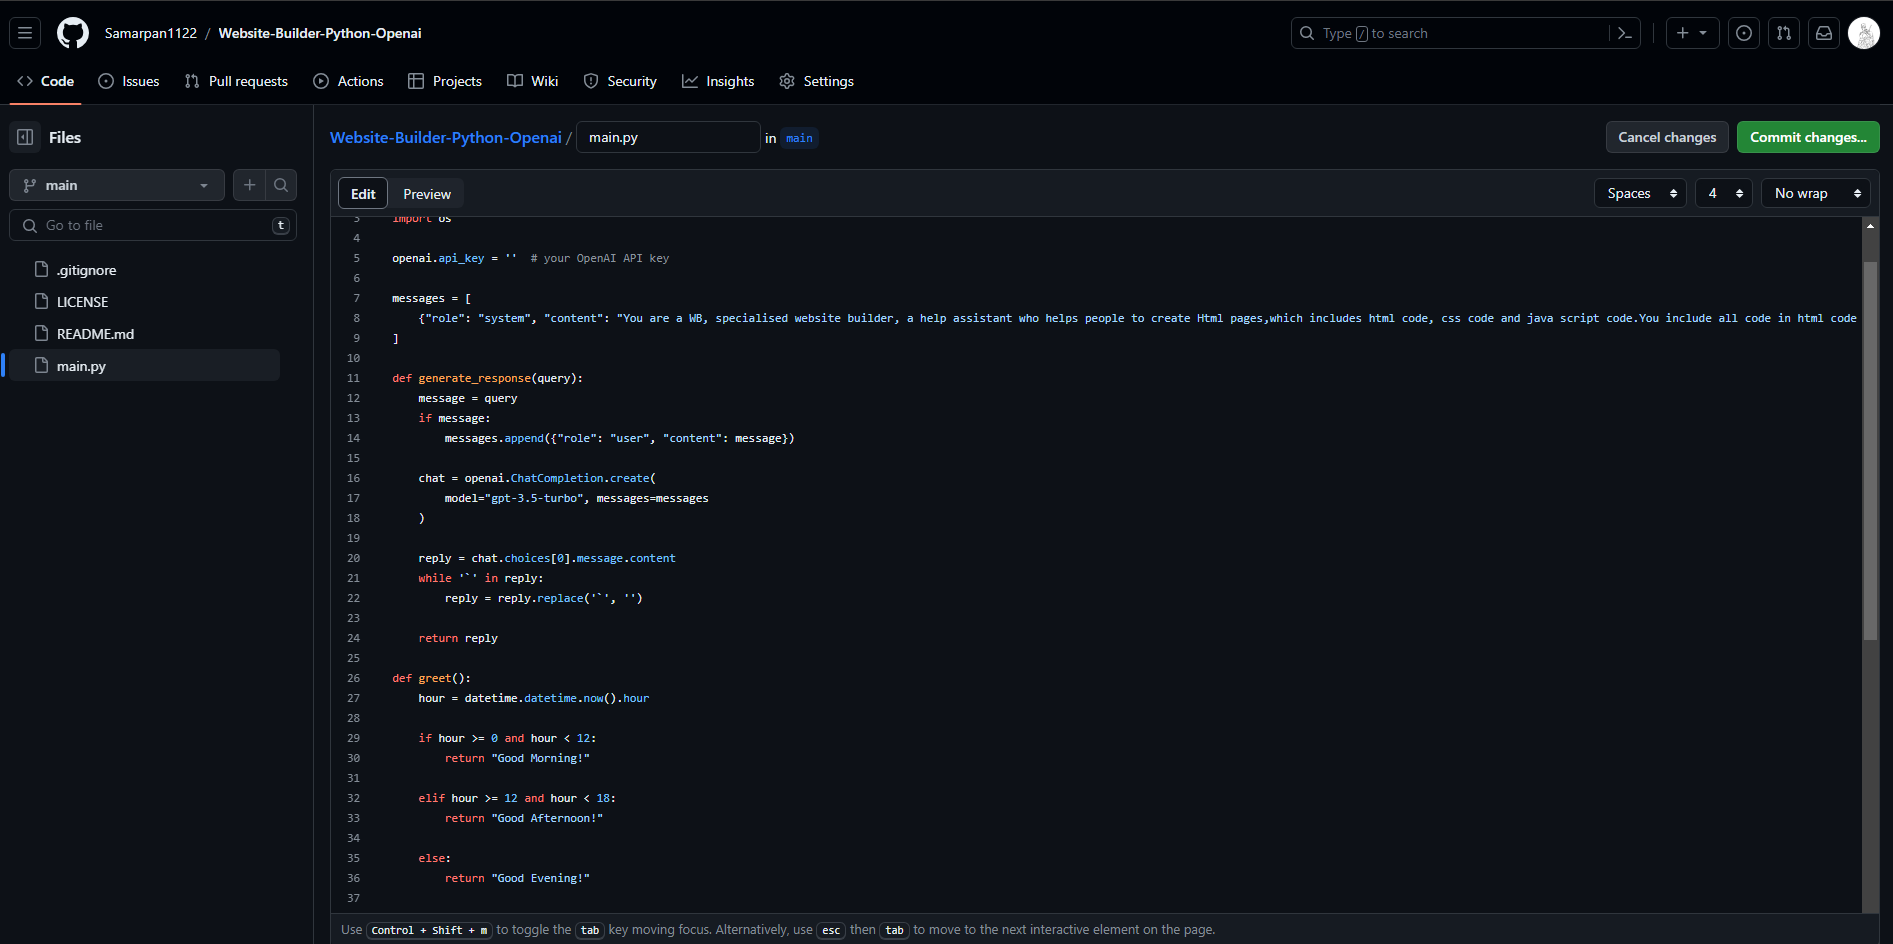 Samarpan1122 / Website-Builder-Python-Openai
Type / to search
Code Issues Pull requests Actions Projects Wiki Security Insights Settings
Files
main
Go to file t
.gitignore
LICENSE
README.md
main.py
Website-Builder-Python-Openai / main.py in main
Cancel changes Commit changes...
Edit Preview
Spaces 4 No wrap
3 import os
4
5 openai.api_key = '' # your OpenAI API key
6
7 messages = [
8     {"role": "system", "content": "You are a WB, specialised website builder, a help assistant who helps people to create Html pages,which includes html code, css code and java script code.You include all code in html code
9 ]
10
11 def generate_response(query):
12     message = query
13     if message:
14         messages.append({"role": "user", "content": message})
15
16     chat = openai.ChatCompletion.create(
17         model="gpt-3.5-turbo", messages=messages
18     )
19
20     reply = chat.choices[0].message.content
21     while '`' in reply:
22         reply = reply.replace('`', '')
23
24     return reply
25
26 def greet():
27     hour = datetime.datetime.now().hour
28
29     if hour >= 0 and hour < 12:
30         return "Good Morning!"
31
32     elif hour >= 12 and hour < 18:
33         return "Good Afternoon!"
34
35     else:
36         return "Good Evening!"
37
Use Control + Shift + m to toggle the tab key moving focus. Alternatively, use esc then tab to move to the next interactive element on the page.